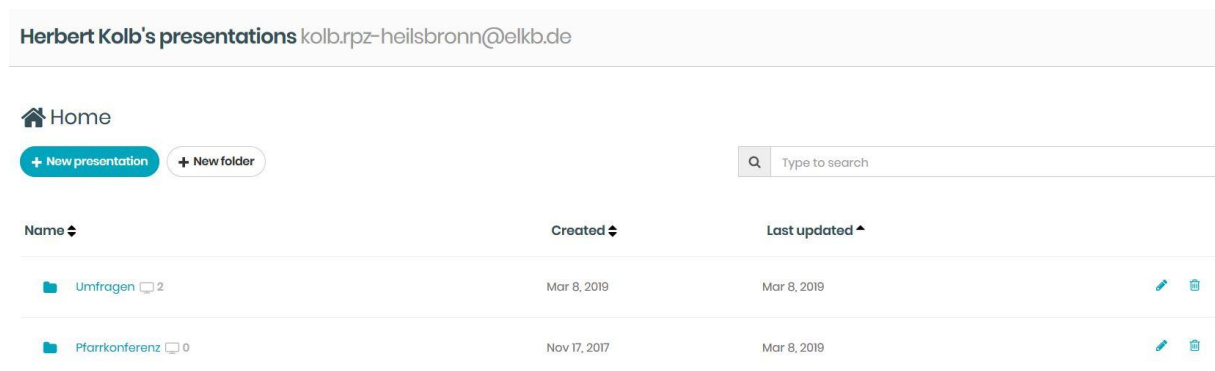 Herbert Kolb's presentations kolb.rpz-heilsbronn@elkb.de
Home
+ New presentation + New folder Type to search
Name Created Last updated
Umfragen 2 Mar 8, 2019 Mar 8, 2019
Pfarrkonferenz 0 Nov 17, 2017 Mar 8, 2019